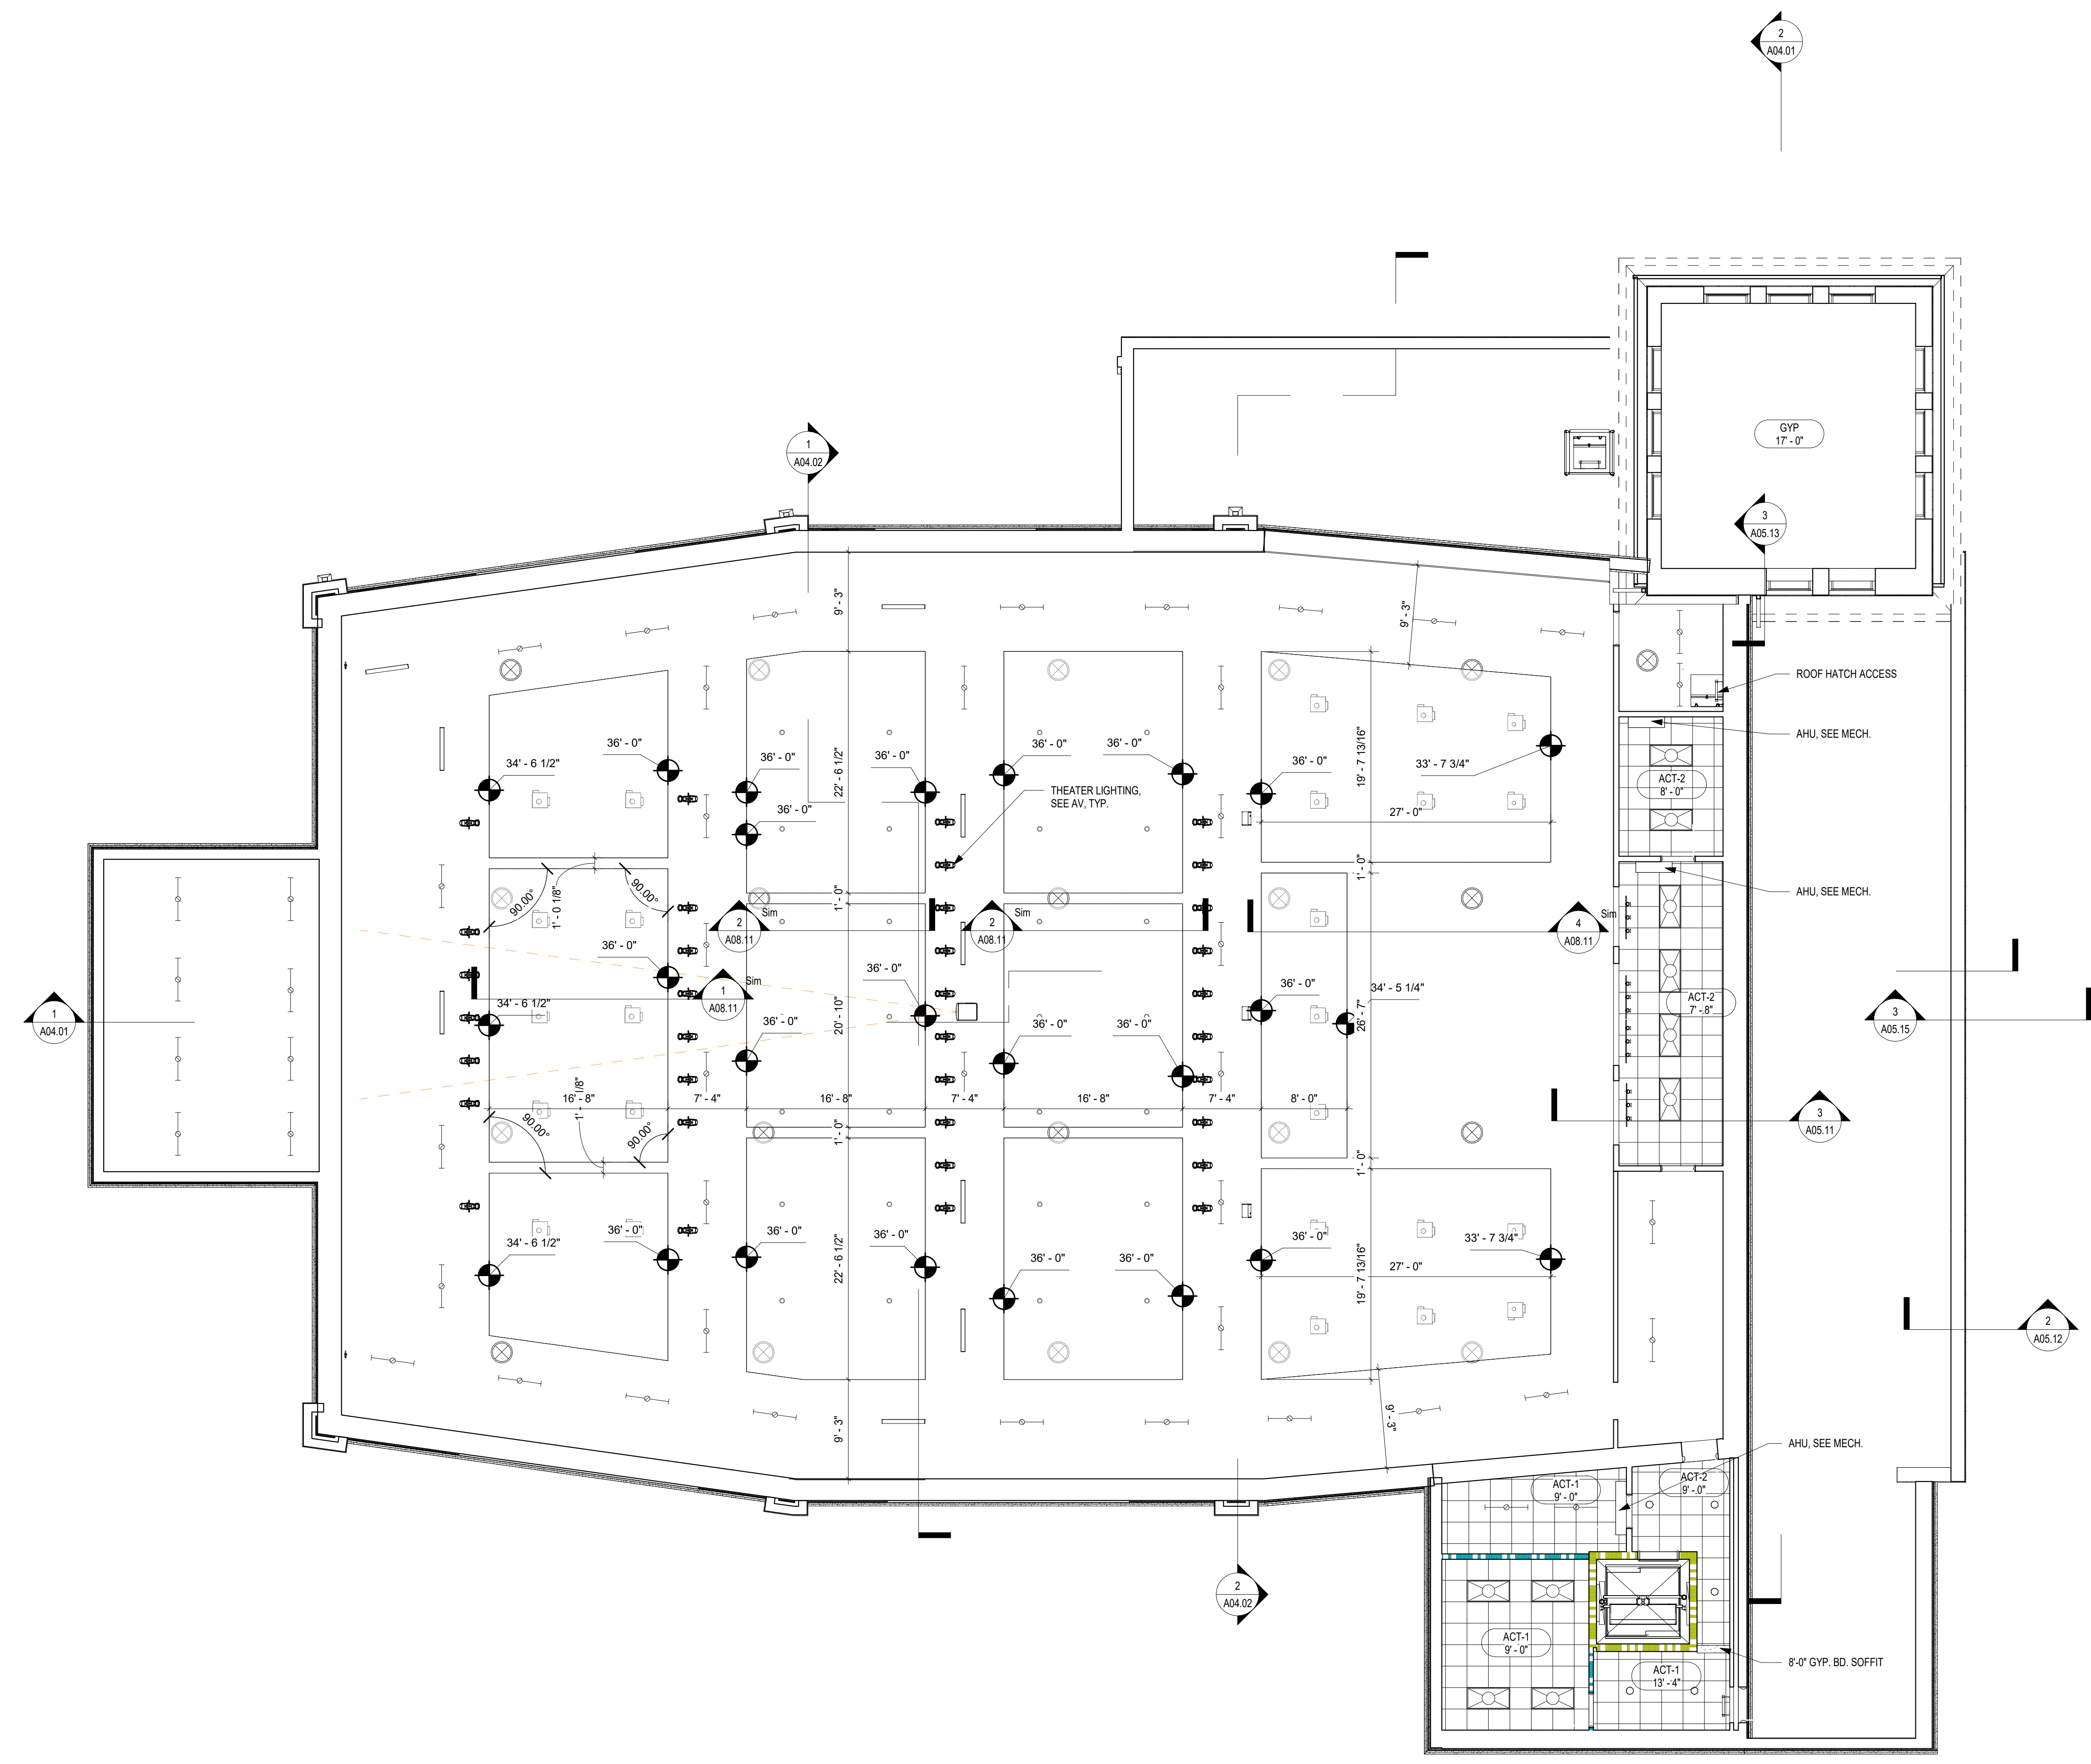 2
A04.01
GYP
17' - 0"
1
A04.02
3
A05.13
9' - 3"
9' - 3"
ROOF HATCH ACCESS
AHU, SEE MECH.
36' - 0"
34' - 6 1/2"
36' - 0"
22' - 6 1/2"
36' - 0"
36' - 0"
36' - 0"
36' - 0"
19' - 7 13/16"
33' - 7 3/4"
ACT-2
8' - 0"
THEATER LIGHTING,
SEE AV, TYP.
36' - 0"
27' - 0"
1' - 0"
90.00°
1' - 0 1/8"
90.00°
1' - 0"
AHU, SEE MECH.
2
A08.11
Sim
2
A08.11
Sim
4
A08.11
Sim
36' - 0"
36' - 0"
1
A08.11
Sim
36' - 0"
34' - 5 1/4"
34' - 6 1/2"
ACT-2
7' - 8"
1
A04.01
20' - 10"
26' - 7"
3
A05.15
36' - 0"
36' - 0"
36' - 0"
16' - 8"
7' - 4"
16' - 8"
7' - 4"
16' - 8"
7' - 4"
8' - 0"
1' - 1/8"
90.00°
90.00°
1' - 0"
1' - 0"
3
A05.11
34' - 6 1/2"
36' - 0"
36' - 0"
22' - 6 1/2"
36' - 0"
36' - 0"
36' - 0"
36' - 0"
33' - 7 3/4"
19' - 7 13/16"
27' - 0"
2
A05.12
9' - 3"
9' - 3"
AHU, SEE MECH.
ACT-1
9' - 0"
ACT-2
9' - 0"
2
A04.02
ACT-1
9' - 0"
8'-0" GYP. BD. SOFFIT
ACT-1
13' - 4"